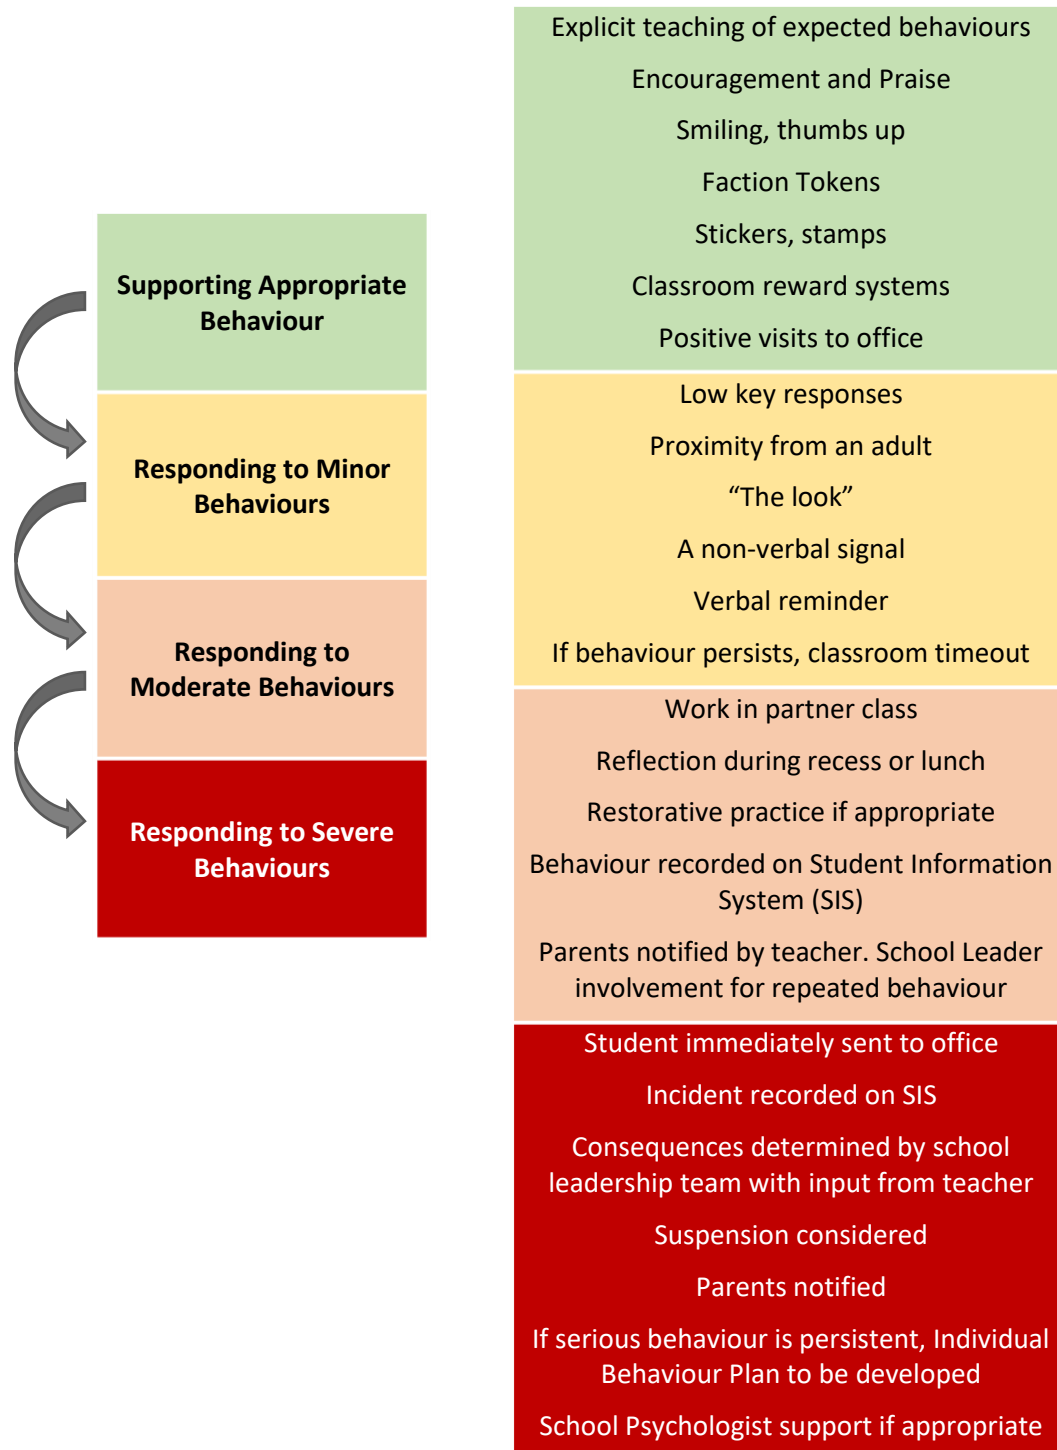 Supporting Appropriate
Behaviour
Responding to Minor
Behaviours
Responding to
Moderate Behaviours
Responding to Severe
Behaviours
Explicit teaching of expected behaviours
Encouragement and Praise
Smiling, thumbs up
Faction Tokens
Stickers, stamps
Classroom reward systems
Positive visits to office
Low key responses
Proximity from an adult
“The look”
A non-verbal signal
Verbal reminder
If behaviour persists, classroom timeout
Work in partner class
Reflection during recess or lunch
Restorative practice if appropriate
Behaviour recorded on Student Information
System (SIS)
Parents notified by teacher. School Leader
involvement for repeated behaviour
Student immediately sent to office
Incident recorded on SIS
Consequences determined by school
leadership team with input from teacher
Suspension considered
Parents notified
If serious behaviour is persistent, Individual
Behaviour Plan to be developed
School Psychologist support if appropriate